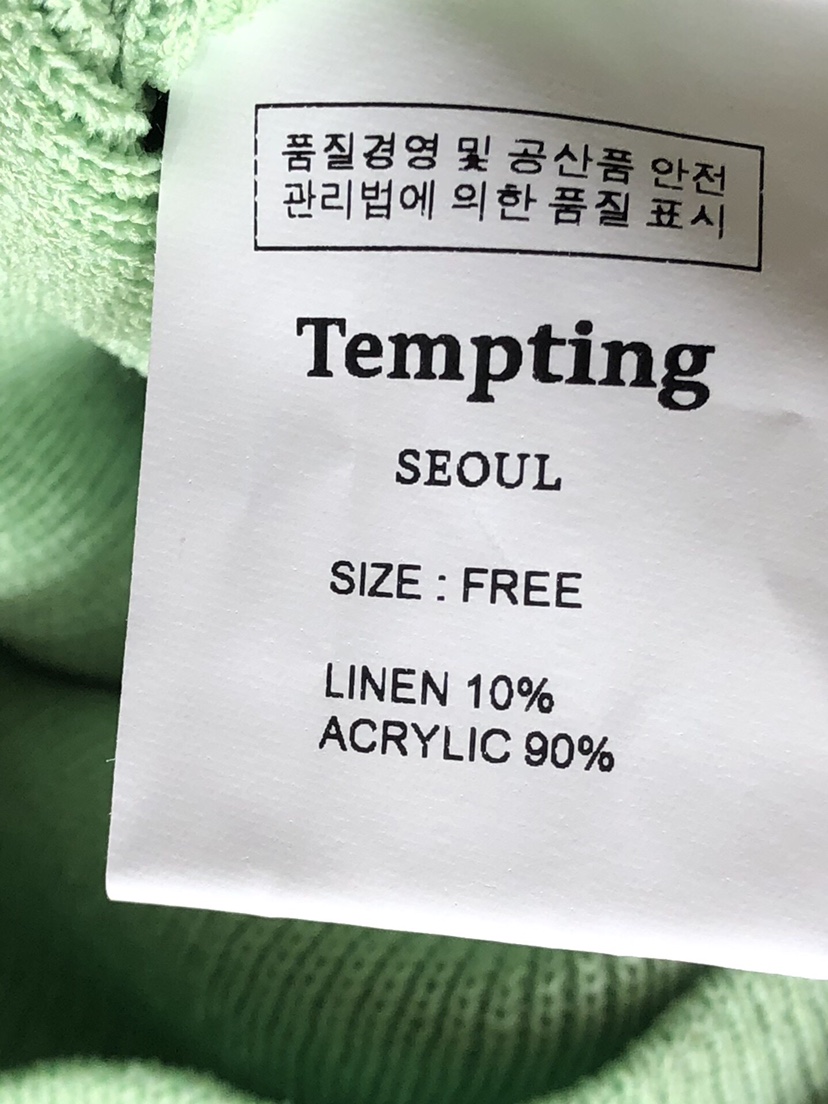 품질경영 및 공산품 안전
관리법에 의한 품질 표시
Tempting
SEOUL
SIZE : FREE
LINEN 10%
ACRYLIC 90%